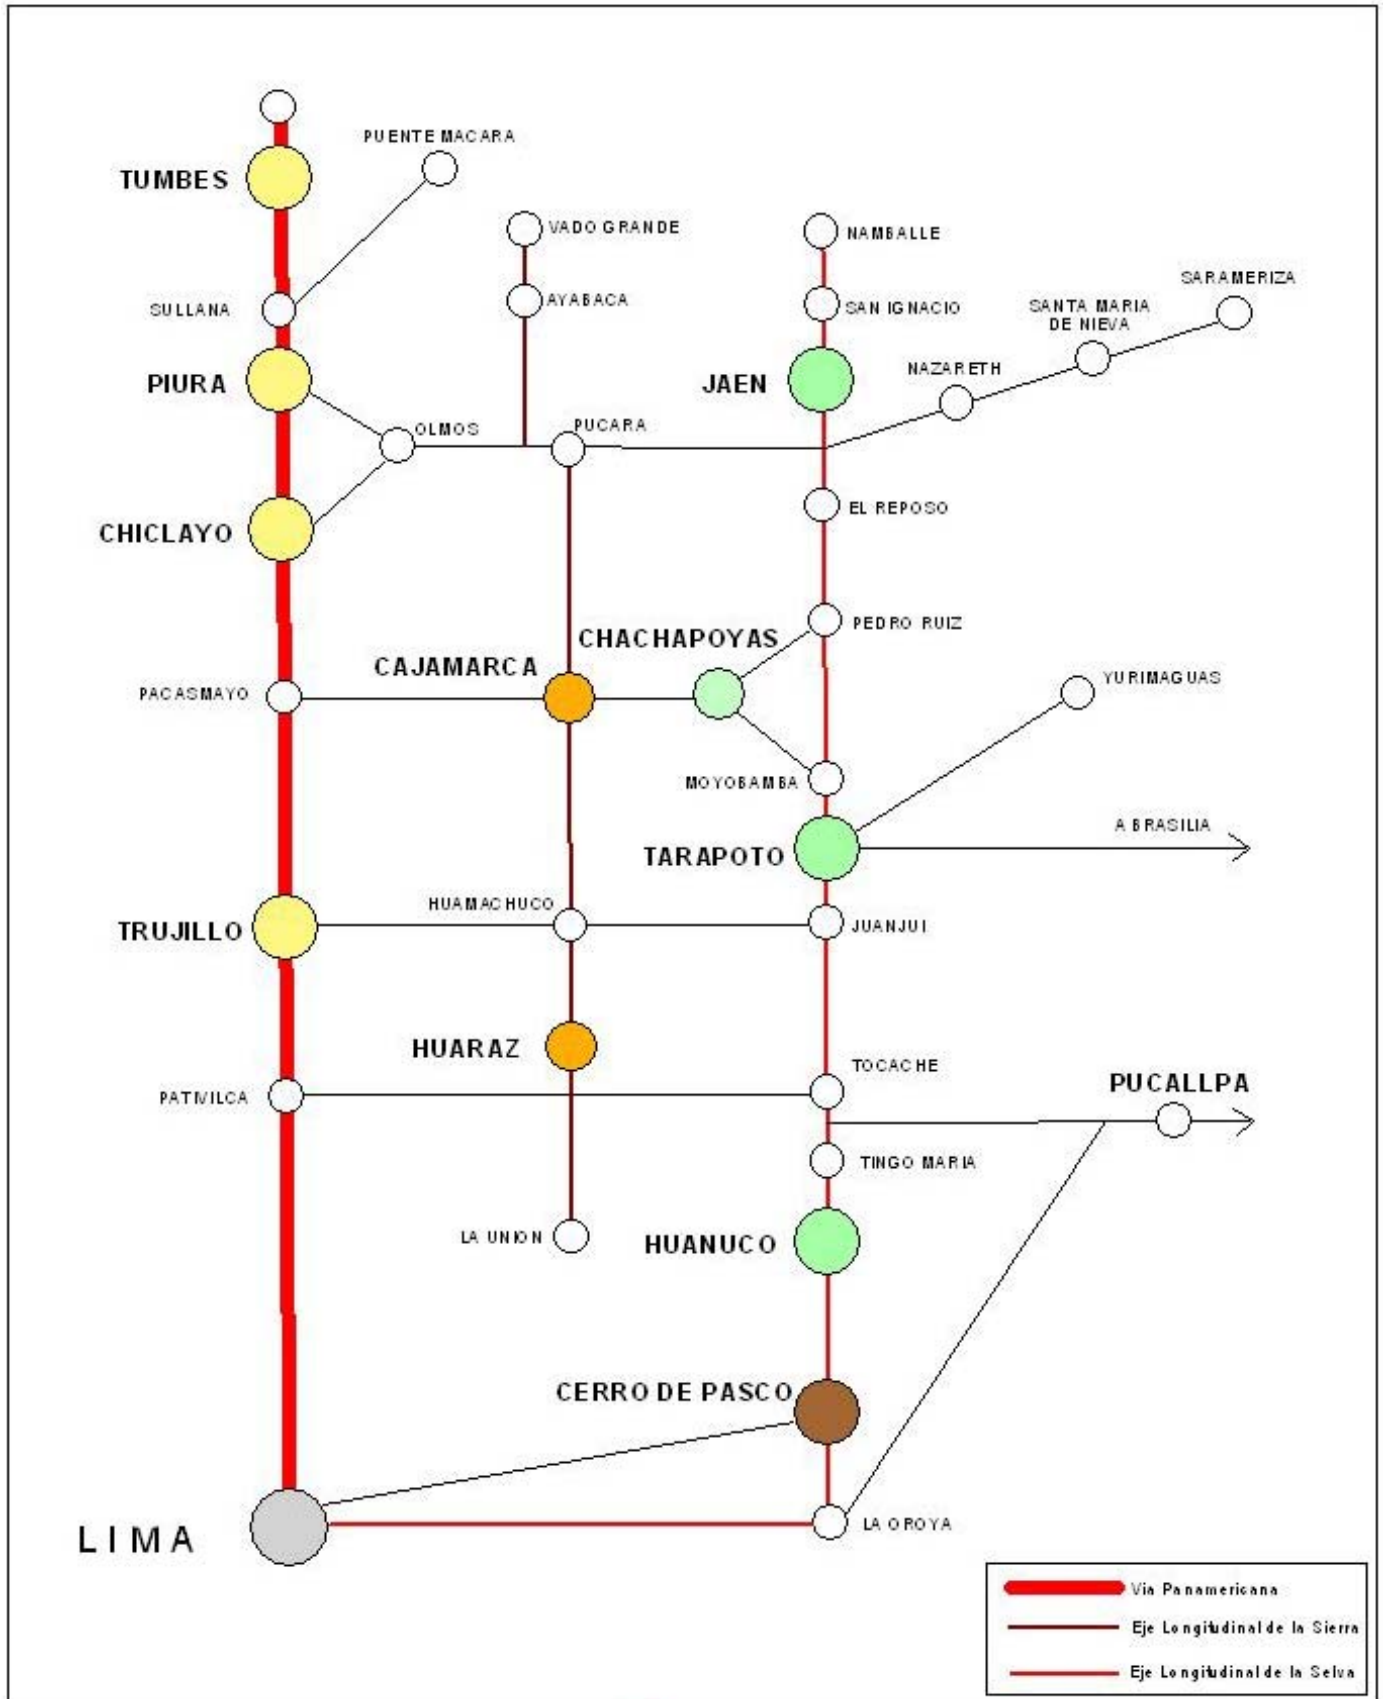 PUENTE MACARA
TUMBES
VADO GRANDE
NAMBALLE
SARAMERIZA
AYABACA
SAN IGNACIO
SANTA MARIA
DE NIEVA
SULLANA
PIURA
JAEN
NAZARETH
OLMOS
PUCARA
EL REPOSO
CHICLAYO
PEDRO RUIZ
CHACHAPOYAS
CAJAMARCA
YURIMAGUAS
PACASMAYO
MOYOBAMBA
A BRASILIA
TARAPOTO
HUAMACHUCO
TRUJILLO
JUANJUI
HUARAZ
TOCACHE
PUCALLPA
PATIVILCA
TINGO MARIA
LA UNION
HUANUCO
CERRO DE PASCO
LA OROYA
LIMA
Via Panamericana
Eje Longitudinal de la Sierra
Eje Longitudinal de la Selva